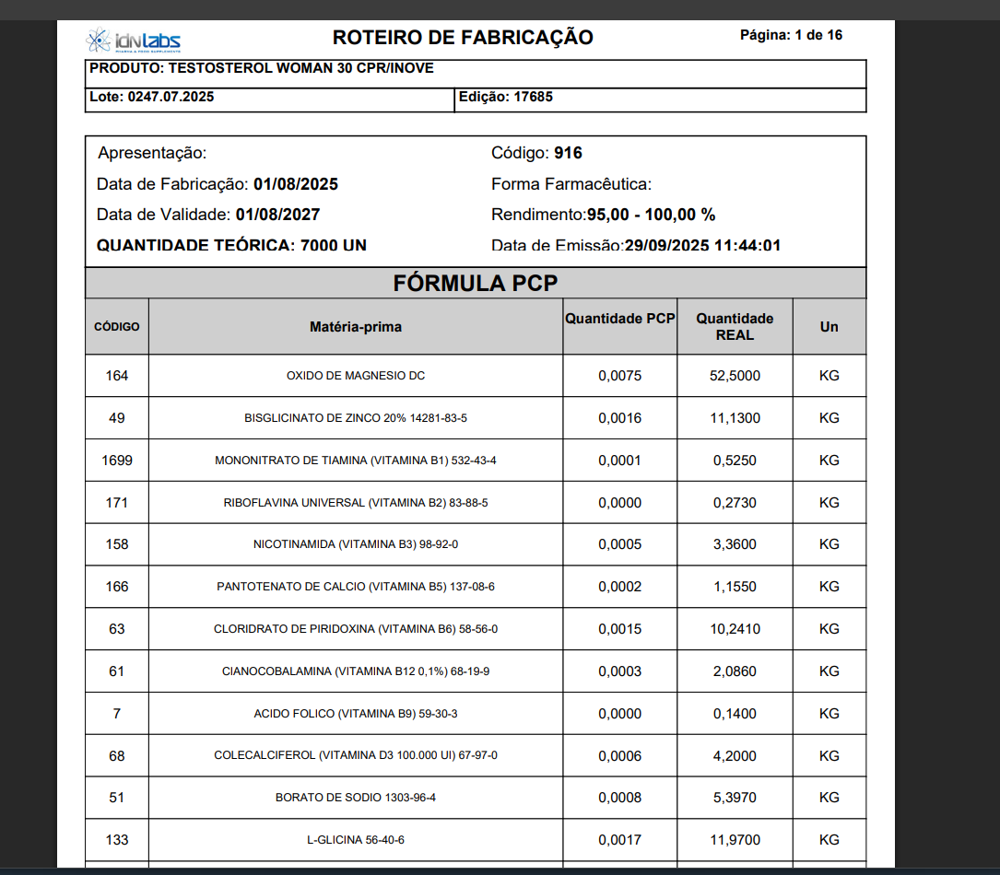 idNlabs
PHARMA & FOOD SUPPLEMENTS
ROTEIRO DE FABRICAÇÃO
Página: 1 de 16
PRODUTO: TESTOSTEROL WOMAN 30 CPR/INOVE
Lote: 0247.07.2025 Edição: 17685
Apresentação: Código: 916
Data de Fabricação: 01/08/2025 Forma Farmacêutica:
Data de Validade: 01/08/2027 Rendimento:95,00 - 100,00 %
QUANTIDADE TEÓRICA: 7000 UN Data de Emissão:29/09/2025 11:44:01
FÓRMULA PCP
CÓDIGO Matéria-prima Quantidade PCP Quantidade REAL Un
164 OXIDO DE MAGNESIO DC 0,0075 52,5000 KG
49 BISGLICINATO DE ZINCO 20% 14281-83-5 0,0016 11,1300 KG
1699 MONONITRATO DE TIAMINA (VITAMINA B1) 532-43-4 0,0001 0,5250 KG
171 RIBOFLAVINA UNIVERSAL (VITAMINA B2) 83-88-5 0,0000 0,2730 KG
158 NICOTINAMIDA (VITAMINA B3) 98-92-0 0,0005 3,3600 KG
166 PANTOTENATO DE CALCIO (VITAMINA B5) 137-08-6 0,0002 1,1550 KG
63 CLORIDRATO DE PIRIDOXINA (VITAMINA B6) 58-56-0 0,0015 10,2410 KG
61 CIANOCOBALAMINA (VITAMINA B12 0,1%) 68-19-9 0,0003 2,0860 KG
7 ACIDO FOLICO (VITAMINA B9) 59-30-3 0,0000 0,1400 KG
68 COLECALCIFEROL (VITAMINA D3 100.000 UI) 67-97-0 0,0006 4,2000 KG
51 BORATO DE SODIO 1303-96-4 0,0008 5,3970 KG
133 L-GLICINA 56-40-6 0,0017 11,9700 KG